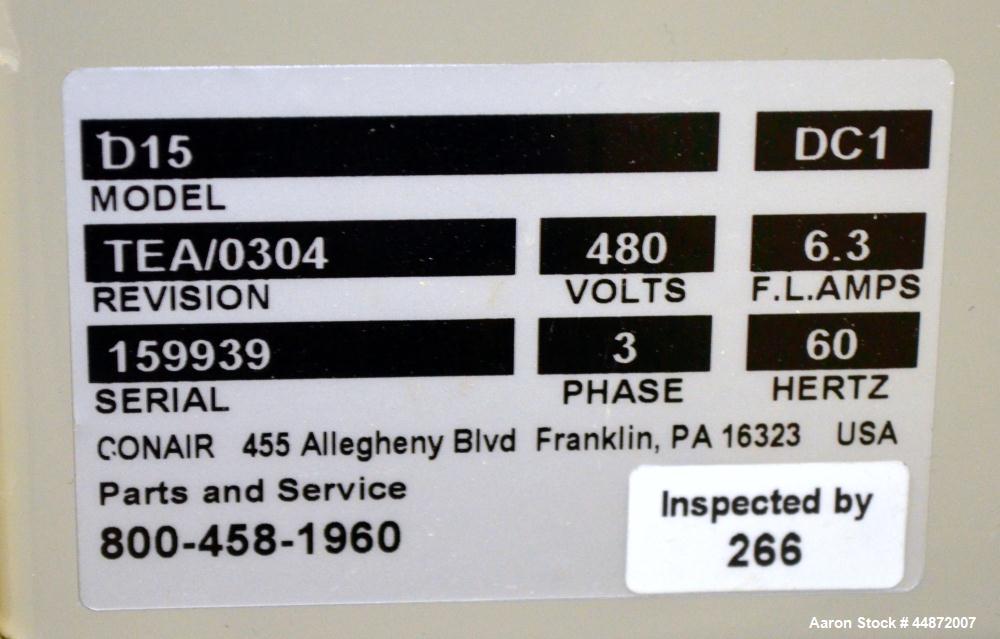 D15 DC1
MODEL
TEA/0304 480 6.3
REVISION VOLTS F.L.AMPS
159939 3 60
SERIAL PHASE HERTZ
CONAIR 455 Allegheny Blvd Franklin, PA 16323 USA
Parts and Service
800-458-1960
Inspected by
266
Aaron Stock # 44872007